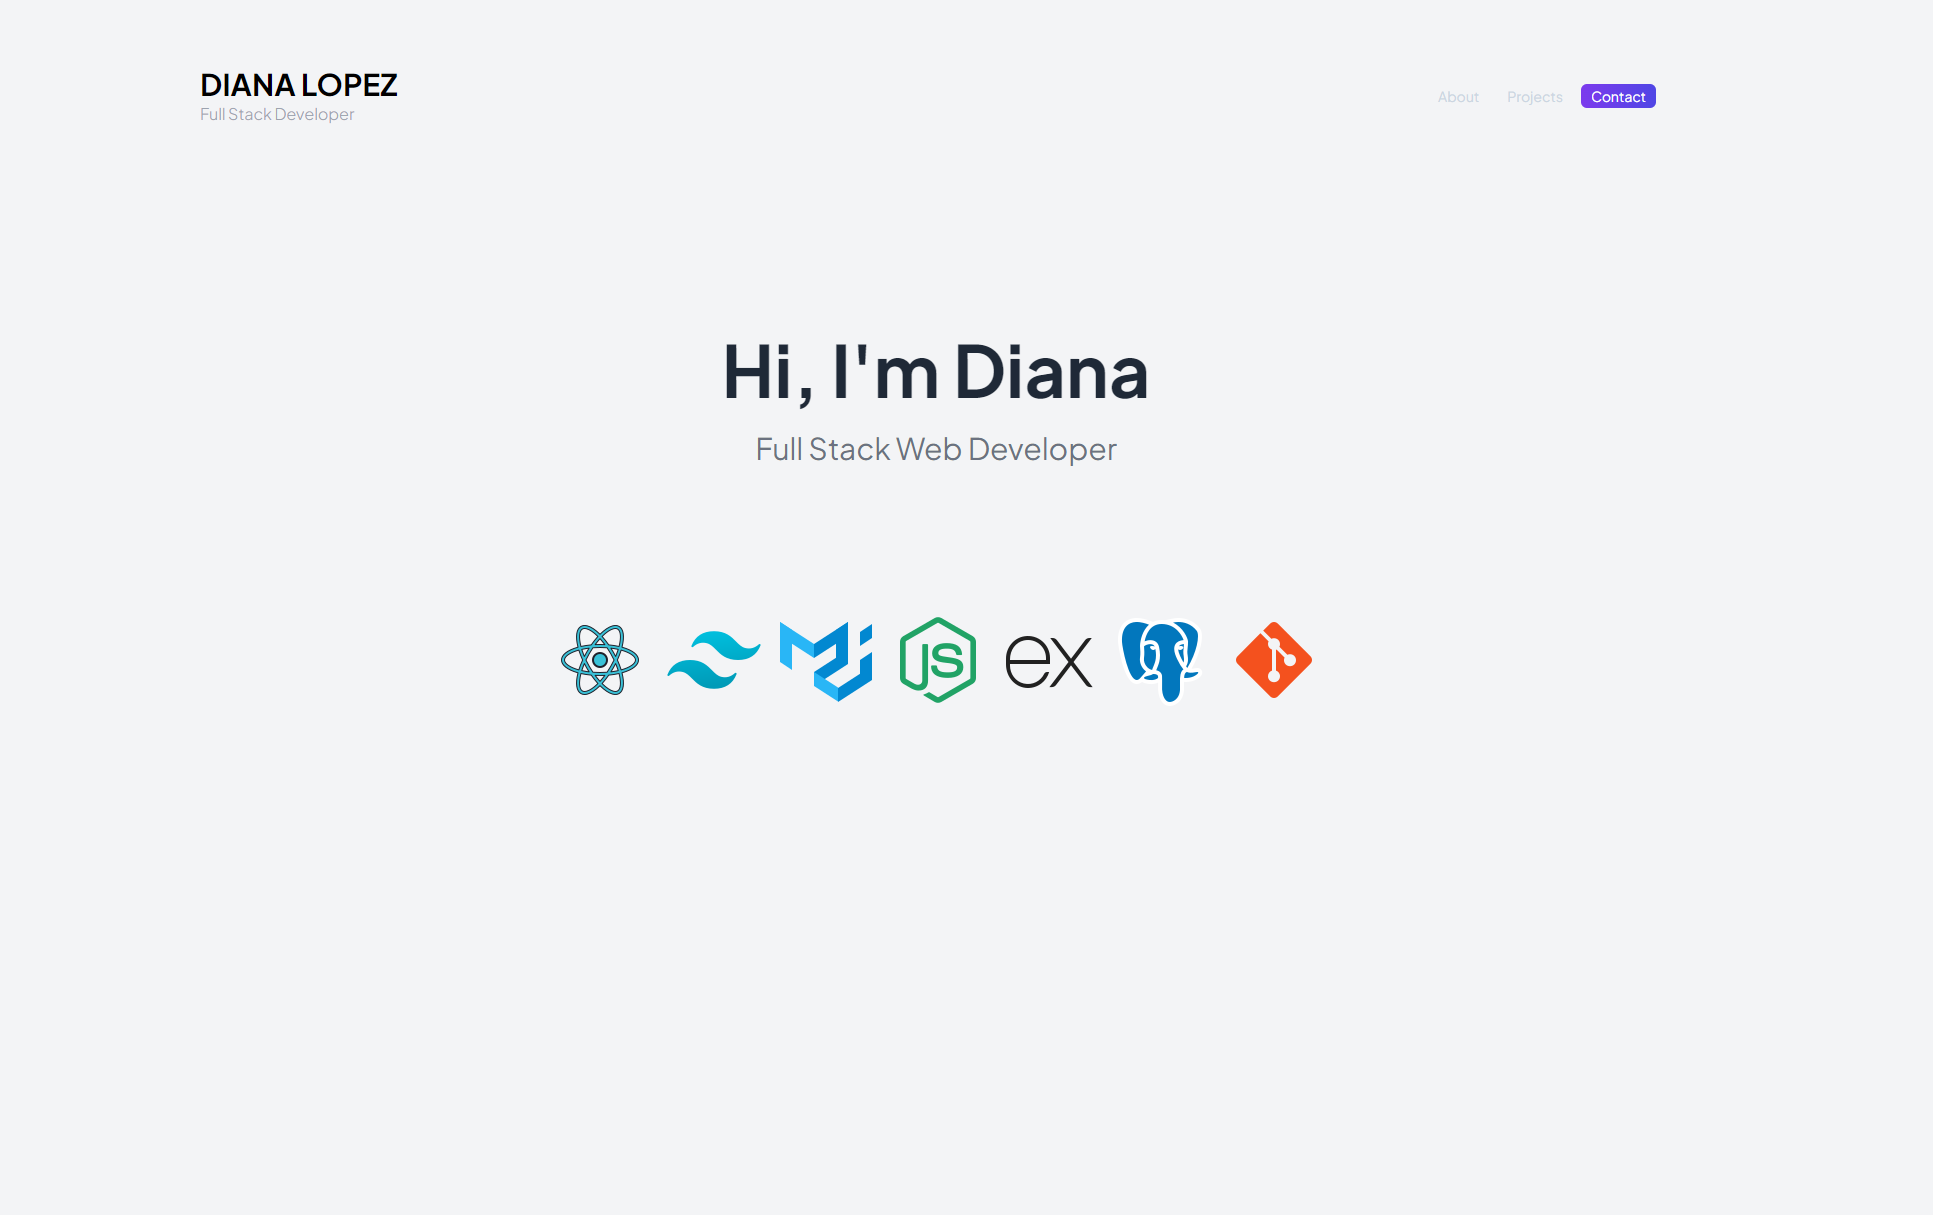 DIANA LOPEZ
Full Stack Developer
About
Projects
Contact
Hi, I'm Diana
Full Stack Web Developer
JS
ex